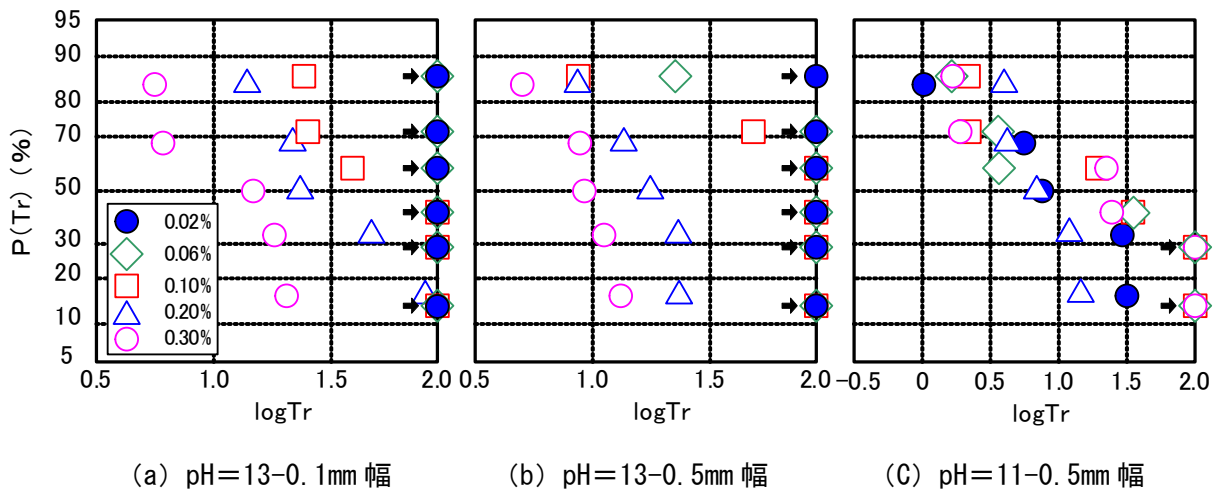 P(Tr) (%)
95
90
80
70
50
30
20
10
5
0.02%
0.06%
0.10%
0.20%
0.30%
0.5 1.0 1.5 2.0
0.5 1.0 1.5 2.0
-0.5 0 0.5 1.0 1.5 2.0
logTr logTr logTr
(a) pH=13-0.1mm 幅 (b) pH=13-0.5mm 幅 (C) pH=11-0.5mm 幅